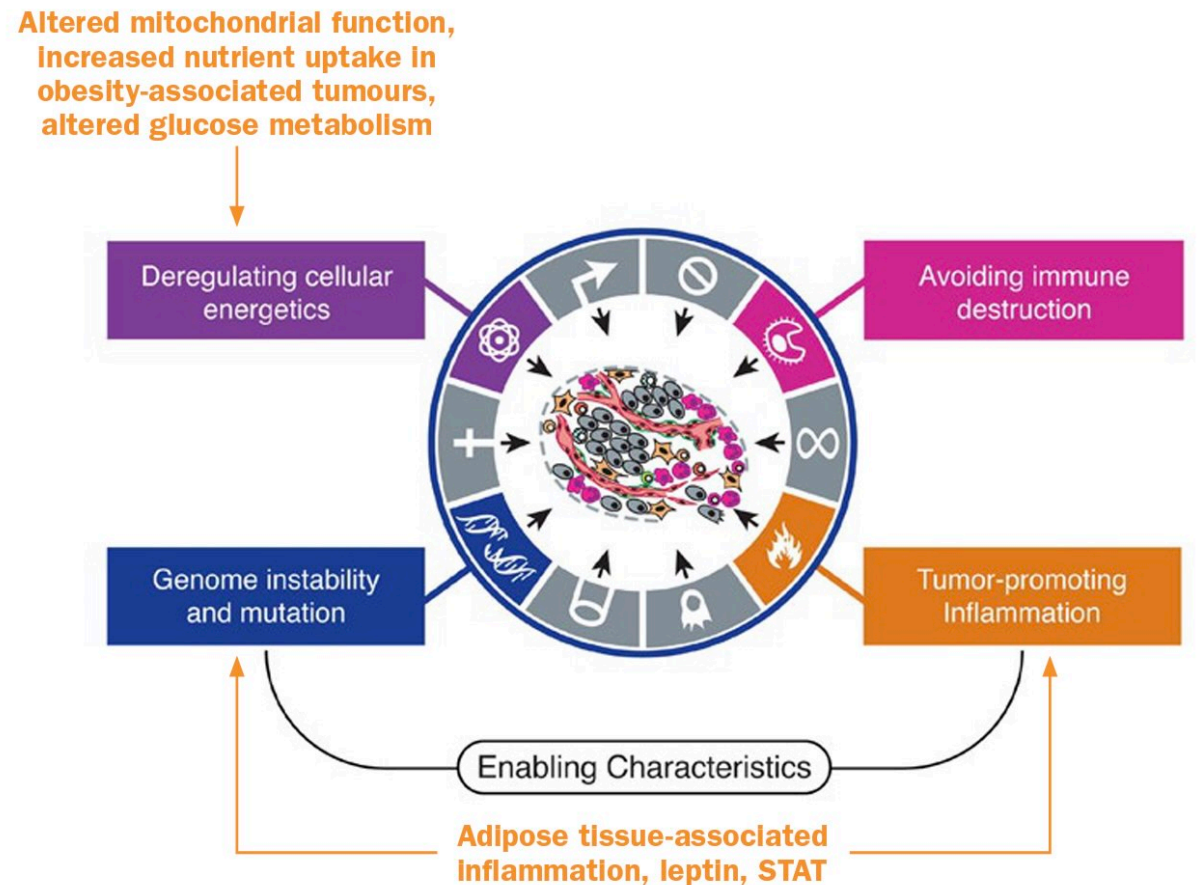 Altered mitochondrial function,
increased nutrient uptake in
obesity-associated tumours,
altered glucose metabolism
Deregulating cellular
energetics
Avoiding immune
destruction
Genome instability
and mutation
Tumor-promoting
Inflammation
Enabling Characteristics
Adipose tissue-associated
inflammation, leptin, STAT